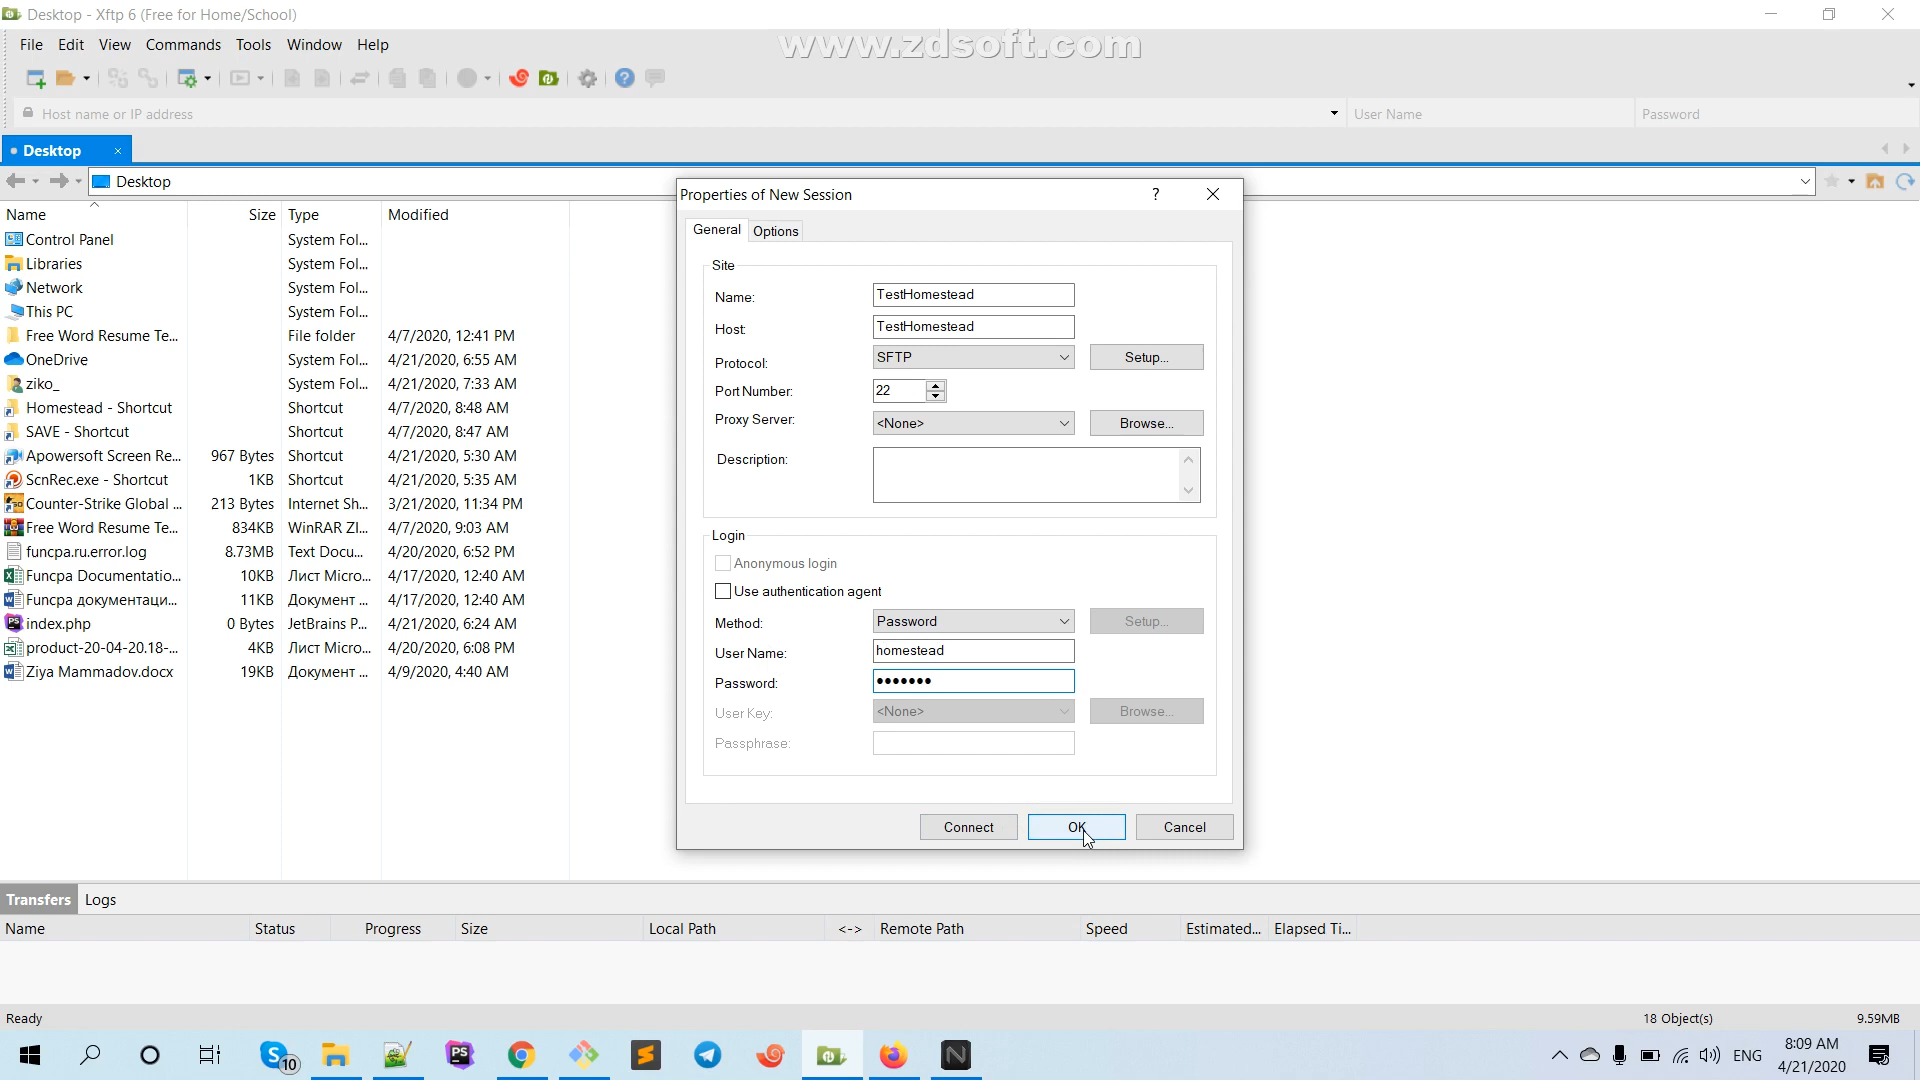 Desktop - Xftp 6 (Free for Home/School)
File Edit View Commands Tools Window Help
www.zdsoft.com
Host name or IP address User Name Password
Desktop
Desktop
Name Size Type Modified
Control Panel System Fol...
Libraries System Fol...
Network System Fol...
This PC System Fol...
Free Word Resume Te... File folder 4/7/2020, 12:41 PM
OneDrive System Fol... 4/21/2020, 6:55 AM
ziko_ System Fol... 4/21/2020, 7:33 AM
Homestead - Shortcut Shortcut 4/7/2020, 8:48 AM
SAVE - Shortcut Shortcut 4/7/2020, 8:47 AM
Apowersoft Screen Re... 967 Bytes Shortcut 4/21/2020, 5:30 AM
ScnRec.exe - Shortcut 1KB Shortcut 4/21/2020, 5:35 AM
Counter-Strike Global ... 213 Bytes Internet Sh... 3/21/2020, 11:34 PM
Free Word Resume Te... 834KB WinRAR ZI... 4/7/2020, 9:03 AM
funcpa.ru.error.log 8.73MB Text Docu... 4/20/2020, 6:52 PM
Funcpa Documentatio... 10KB Лист Micro... 4/17/2020, 12:40 AM
Funcpa документаци... 11KB Документ ... 4/17/2020, 12:40 AM
index.php 0 Bytes JetBrains P... 4/21/2020, 6:24 AM
product-20-04-20.18-... 4KB Лист Micro... 4/20/2020, 6:08 PM
Ziya Mammadov.docx 19KB Документ ... 4/9/2020, 4:40 AM
Properties of New Session ?
General Options
Site
Name: TestHomestead
Host: TestHomestead
Protocol: SFTP Setup...
Port Number: 22
Proxy Server: <None> Browse...
Description:
Login
Anonymous login
Use authentication agent
Method: Password Setup...
User Name: homestead
Password: •••••••
User Key: <None> Browse...
Passphrase:
Connect OK Cancel
Transfers Logs
Name Status Progress Size Local Path <-> Remote Path Speed Estimated... Elapsed Ti...
Ready 18 Object(s) 9.59MB
S 10 PS N ENG 8:09 AM
4/21/2020